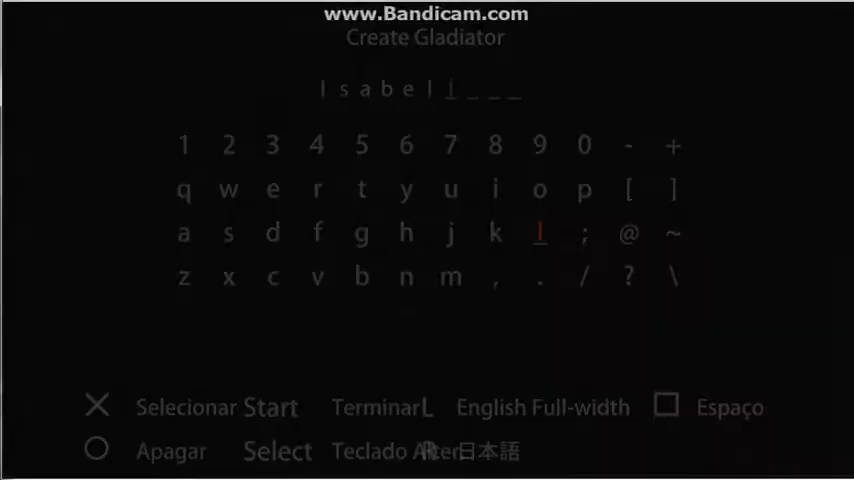 www.Bandicam.com
Create Gladiator
Isabel l _ _ _
1 2 3 4 5 6 7 8 9 0 - +
q w e r t y u i o p [ ]
a s d f g h j k l ; @ ~
z x c v b n m , . / ? \
Selecionar Start Terminar L English Full-width Espaço
Apagar Select Teclado Alter. R 日本語